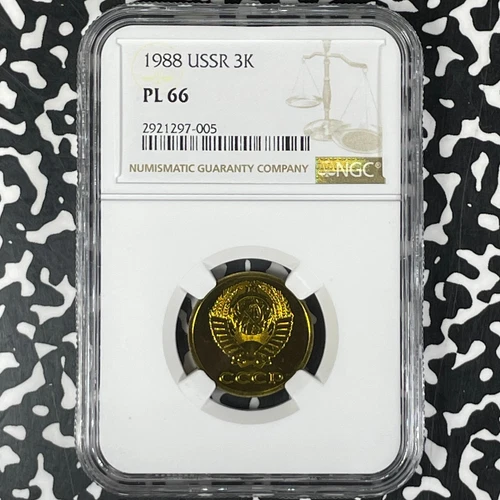 1988 USSR 3K
PL 66
2921297-005
NUMISMATIC GUARANTY COMPANY
NGC®
СССР